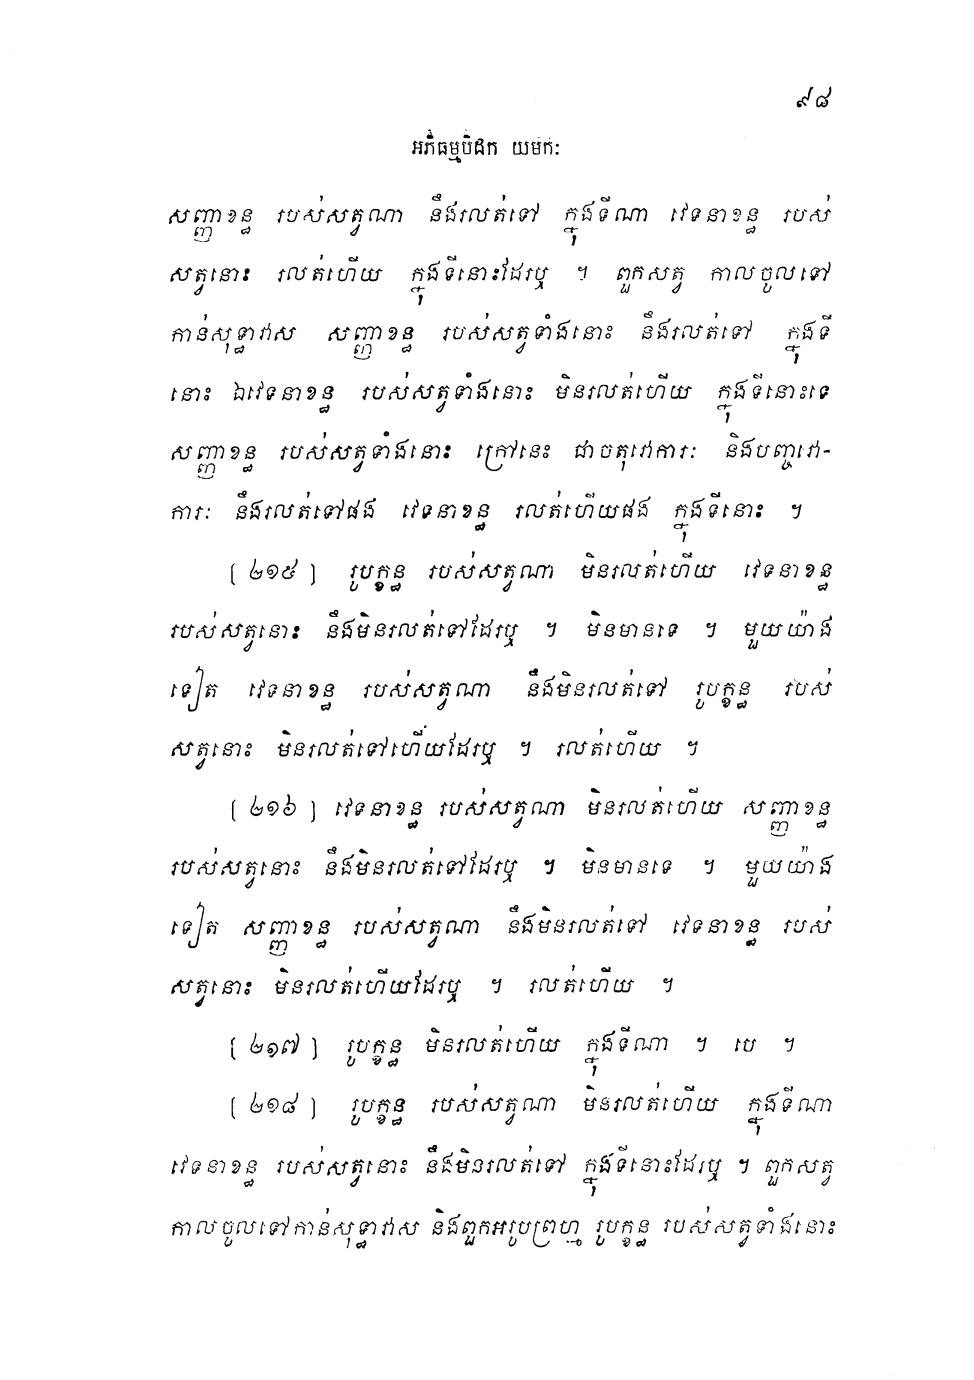 ៩៨
អភិធម្មបិដក យមកៈ
សញ្ញាខន្ធ របស់សត្វណា នឹងរលត់ទៅ ក្នុងទីណា វេទនាខន្ធ របស់
សត្វនោះ រលត់ហើយ ក្នុងទីនោះដែរឬ ។ ពួកសត្វ កាលចូលទៅ
កាន់សុទ្ធាវាស សញ្ញាខន្ធ របស់សត្វទាំងនោះ នឹងរលត់ទៅ ក្នុងទី
នោះ ឯវេទនាខន្ធ របស់សត្វទាំងនោះ មិនរលត់ហើយ ក្នុងទីនោះទេ
សញ្ញាខន្ធ របស់សត្វទាំងនោះ ក្រៅនេះ ជាចតុវោការៈ និងបញ្ចវោ-
ការៈ នឹងរលត់ទៅផង វេទនាខន្ធ រលត់ហើយផង ក្នុងទីនោះ ។
[ ២១៥ ] រូបក្ខន្ធ របស់សត្វណា មិនរលត់ហើយ វេទនាខន្ធ
របស់សត្វនោះ នឹងមិនរលត់ទៅដែរឬ ។ មិនមានទេ ។ មួយយ៉ាង
ទៀត វេទនាខន្ធ របស់សត្វណា នឹងមិនរលត់ទៅ រូបក្ខន្ធ របស់
សត្វនោះ មិនរលត់ទៅហើយដែរឬ ។ រលត់ហើយ ។
[ ២១៦ ] វេទនាខន្ធ របស់សត្វណា មិនរលត់ហើយ សញ្ញាខន្ធ
របស់សត្វនោះ នឹងមិនរលត់ទៅដែរឬ ។ មិនមានទេ ។ មួយយ៉ាង
ទៀត សញ្ញាខន្ធ របស់សត្វណា នឹងមិនរលត់ទៅ វេទនាខន្ធ របស់
សត្វនោះ មិនរលត់ហើយដែរឬ ។ រលត់ហើយ ។
[ ២១៧ ] រូបក្ខន្ធ មិនរលត់ហើយ ក្នុងទីណា ។ បេ ។
[ ២១៨ ] រូបក្ខន្ធ របស់សត្វណា មិនរលត់ហើយ ក្នុងទីណា
វេទនាខន្ធ របស់សត្វនោះ នឹងមិនរលត់ទៅ ក្នុងទីនោះដែរឬ ។ ពួកសត្វ
កាលចូលទៅកាន់សុទ្ធាវាស និងពួកអរូបព្រហ្ម រូបក្ខន្ធ របស់សត្វទាំងនោះ